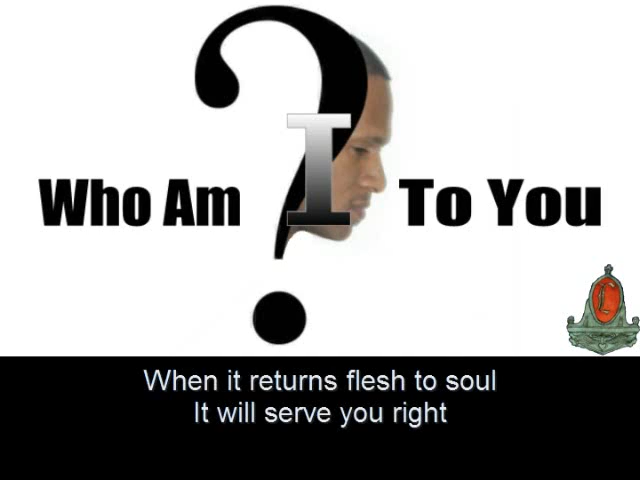 Who Am I To You
?
L
When it returns flesh to soul
It will serve you right